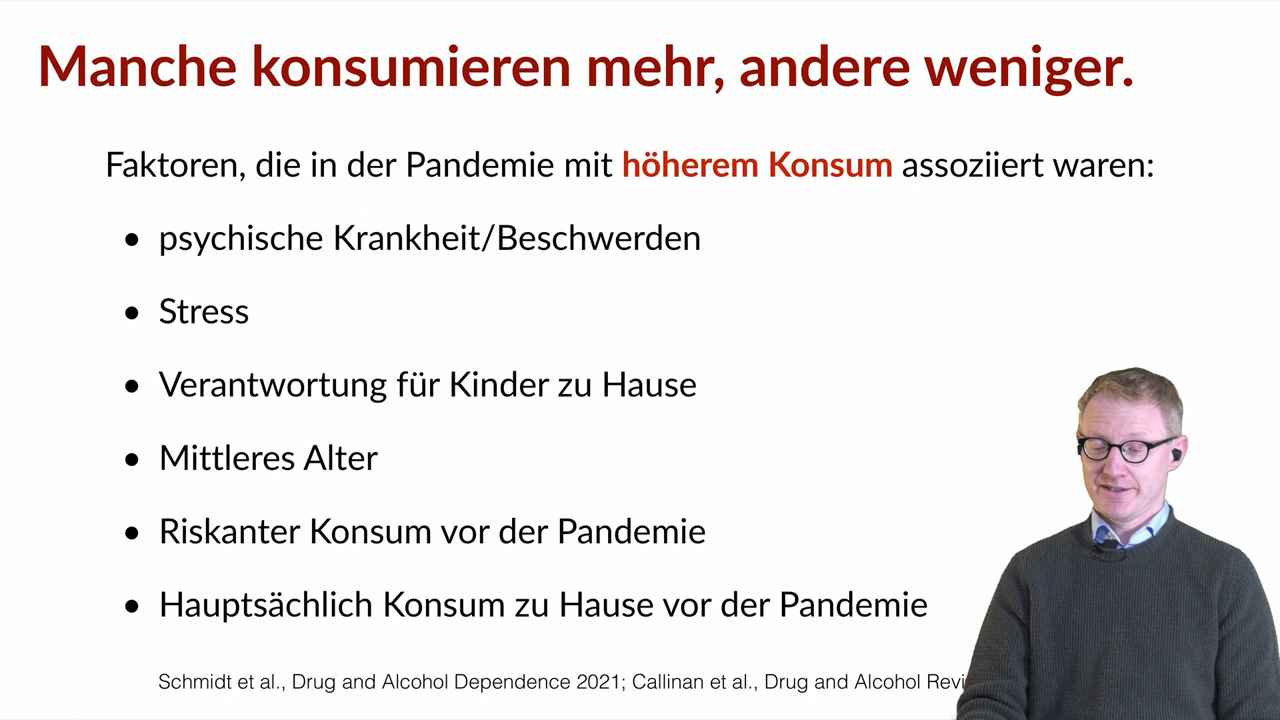 Manche konsumieren mehr, andere weniger.
Faktoren, die in der Pandemie mit höherem Konsum assoziiert waren:
• psychische Krankheit/Beschwerden
• Stress
• Verantwortung für Kinder zu Hause
• Mittleres Alter
• Riskanter Konsum vor der Pandemie
• Hauptsächlich Konsum zu Hause vor der Pandemie
Schmidt et al., Drug and Alcohol Dependence 2021; Callinan et al., Drug and Alcohol